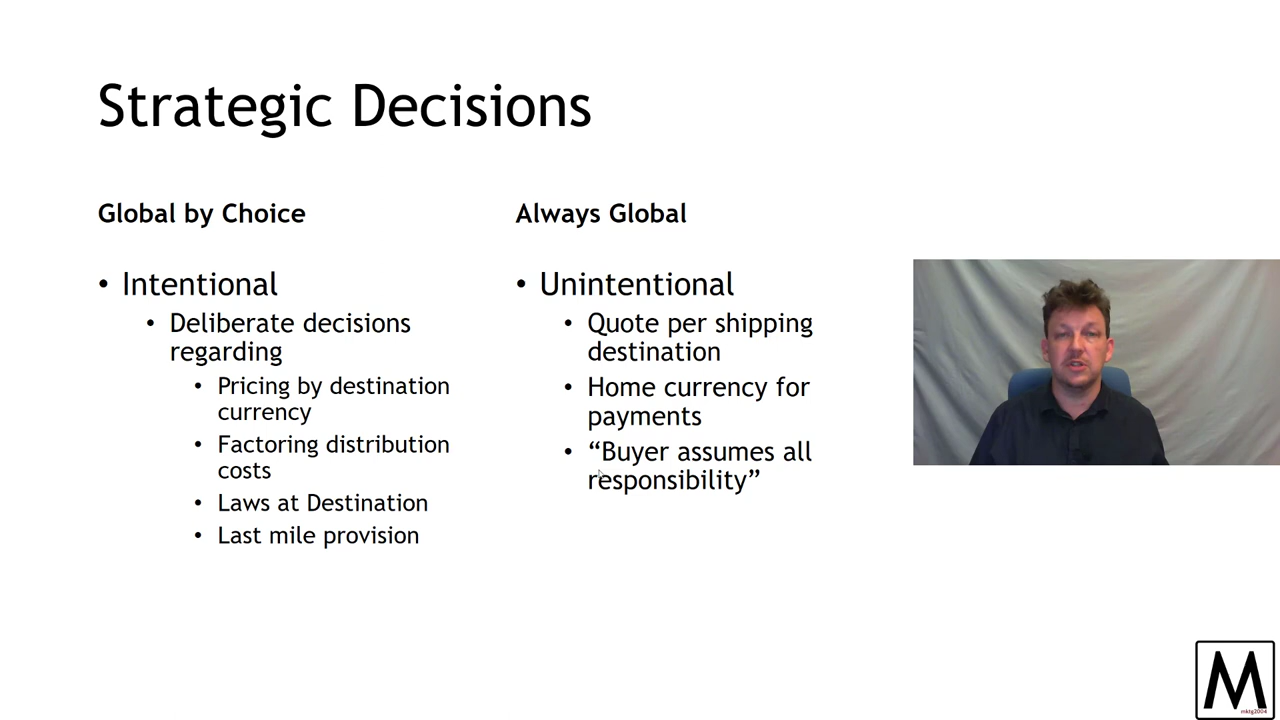 Strategic Decisions
Global by Choice
• Intentional
• Deliberate decisions
regarding
• Pricing by destination
currency
• Factoring distribution
costs
• Laws at Destination
• Last mile provision
Always Global
• Unintentional
• Quote per shipping
destination
• Home currency for
payments
• “Buyer assumes all
responsibility”
M
mktg2004